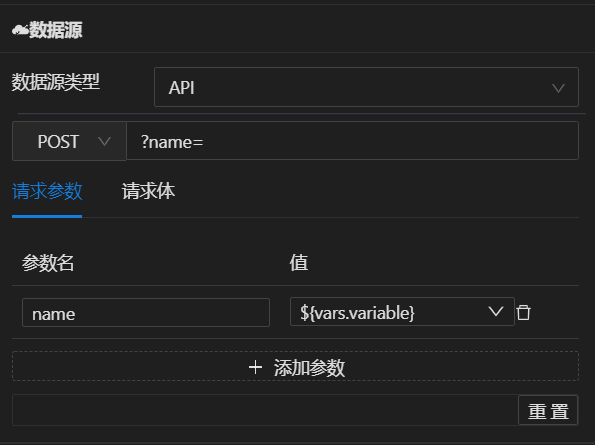 数据源
数据源类型 API
POST ?name=
请求参数 请求体
参数名 值
name ${vars.variable}
+ 添加参数
重置